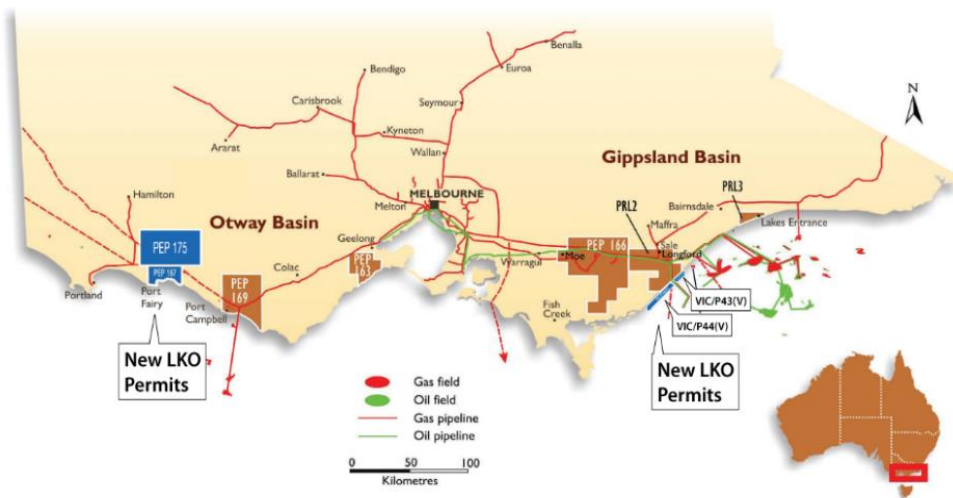 Benalla
Euroa
Bendigo
Carisbrook
Seymour
N
Kyneton
Ararat
Wallan
Gippsland Basin
Ballarat
PRL3
MELBOURNE
Hamilton
Melton
PRL2
Bairnsdale
Lakes Entrance
Otway Basin
Maffra
Geelong
PEP 175
PEP 166
Sale
Longford
Warragul
Moe
PEP 167
PEP
163
Colac
PEP
169
Portland
Port
Fairy
Port
Campbell
Fish
Creek
VIC/P43(V)
VIC/P44(V)
New LKO
Permits
New LKO
Permits
Gas field
Oil field
Gas pipeline
Oil pipeline
0 50 100
Kilometres